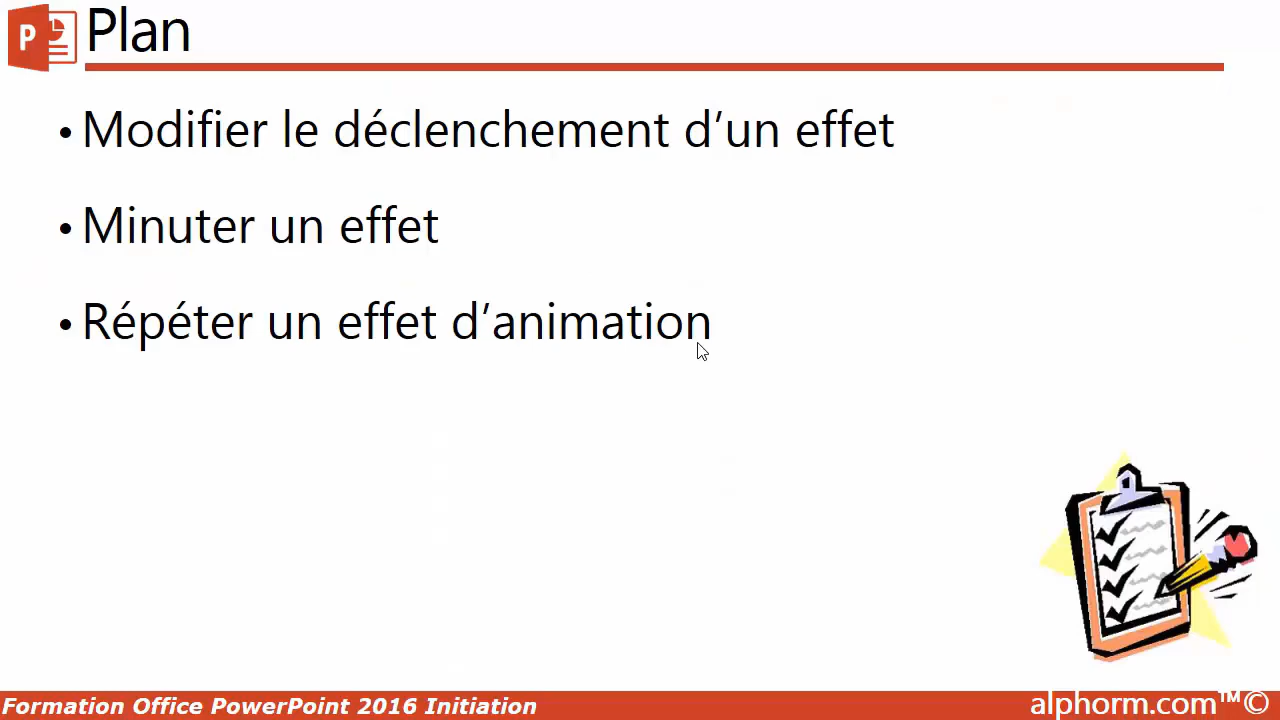 P
Plan
• Modifier le déclenchement d’un effet
• Minuter un effet
• Répéter un effet d’animation
Formation Office PowerPoint 2016 Initiation
alphorm.com™©